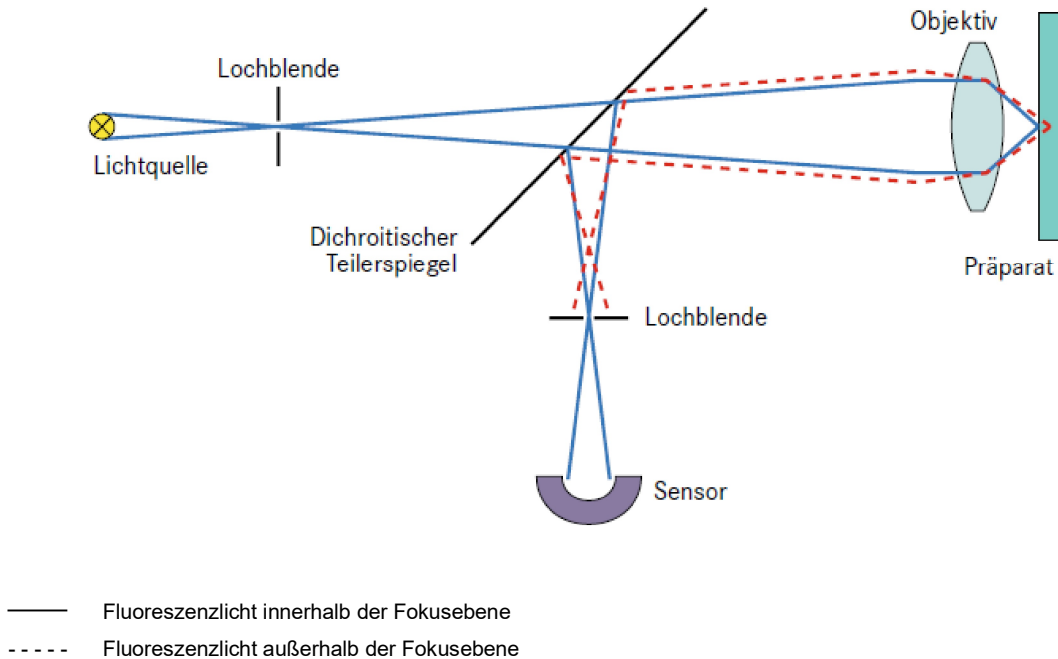 Objektiv
Lochblende
Lichtquelle
Dichroitischer
Teilerspiegel
Präparat
Lochblende
Sensor
Fluoreszenzlicht innerhalb der Fokusebene
Fluoreszenzlicht außerhalb der Fokusebene